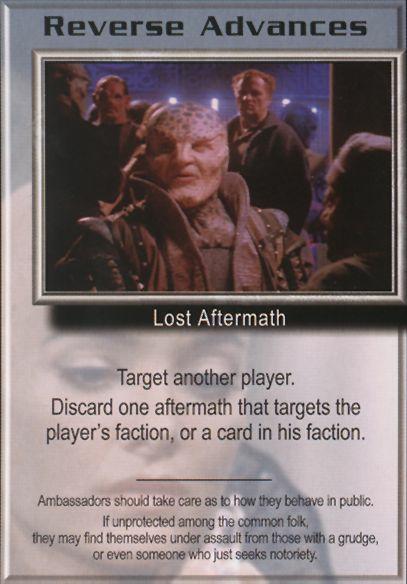 Reverse Advances
Lost Aftermath
Target another player.
Discard one aftermath that targets the
player's faction, or a card in his faction.
Ambassadors should take care as to how they behave in public.
If unprotected among the common folk,
they may find themselves under assault from those with a grudge,
or even someone who just seeks notoriety.